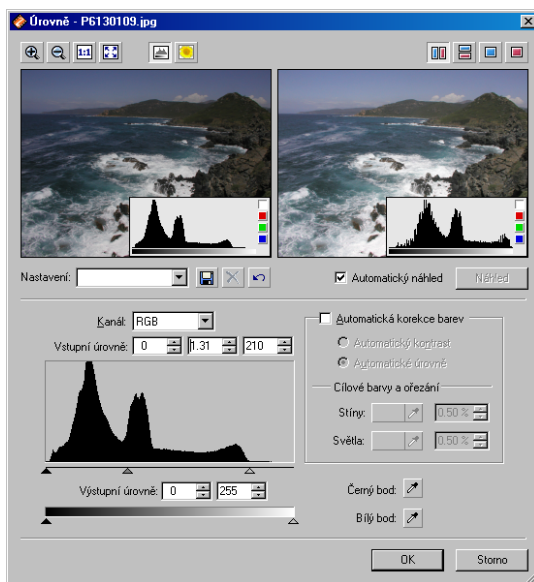 Úrovně - P6130109.jpg
1:1
Nastavení:
Automatický náhled
Náhled
Kanál: RGB
Vstupní úrovně: 0 1.31 210
Automatická korekce barev
Automatický kontrast
Automatické úrovně
Cílové barvy a ořezání
Stíny: 0.50 %
Světla: 0.50 %
Výstupní úrovně: 0 255
Černý bod:
Bílý bod:
OK Storno